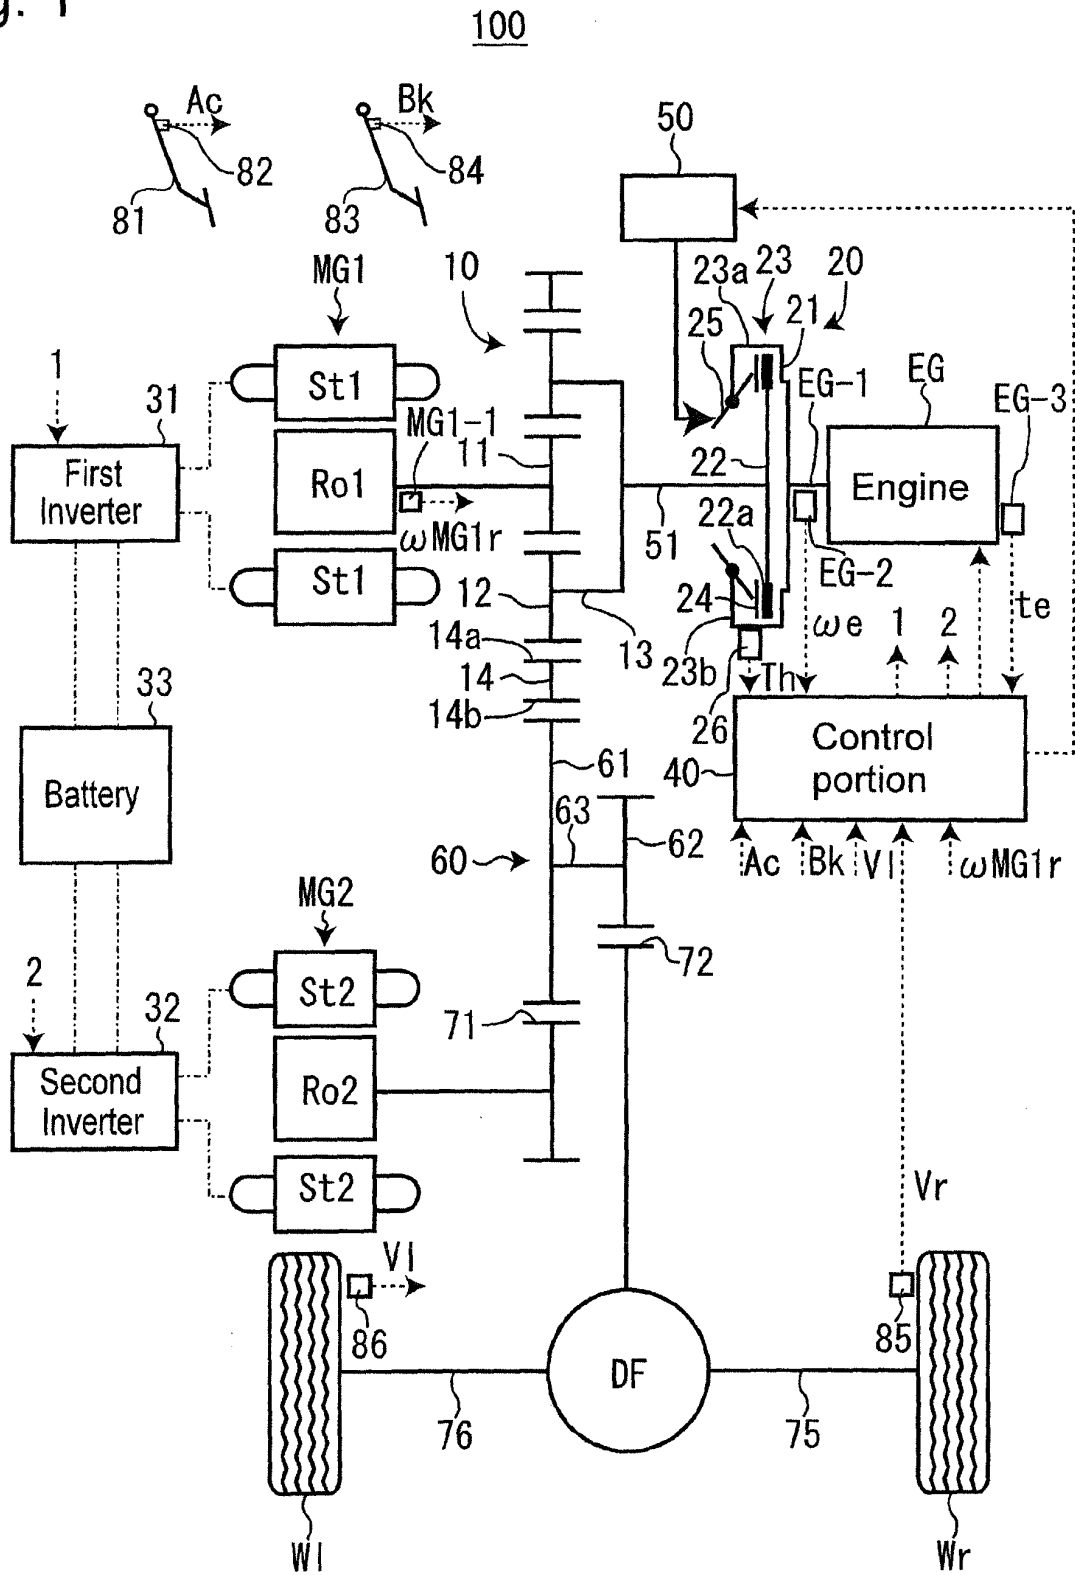 g. 1
100
Ac
Bk
50
82
84
81
83
MG1
10
23a
23
20
25
21
1
31
St1
EG-1
EG
EG-3
MG1-1
First
Inverter
11
22
Ro1
Engine
ωMG1r
51
22a
EG-2
St1
12
24
ωe
1
2
te
14a
13
23b
33
14
Th
14b
26
Control
portion
61
40
Battery
63
62
60
Ac
Bk
Vl
ωMG1r
MG2
72
2
32
St2
71
Second
Inverter
Ro2
St2
Vr
Vl
86
85
DF
76
75
Wl
Wr